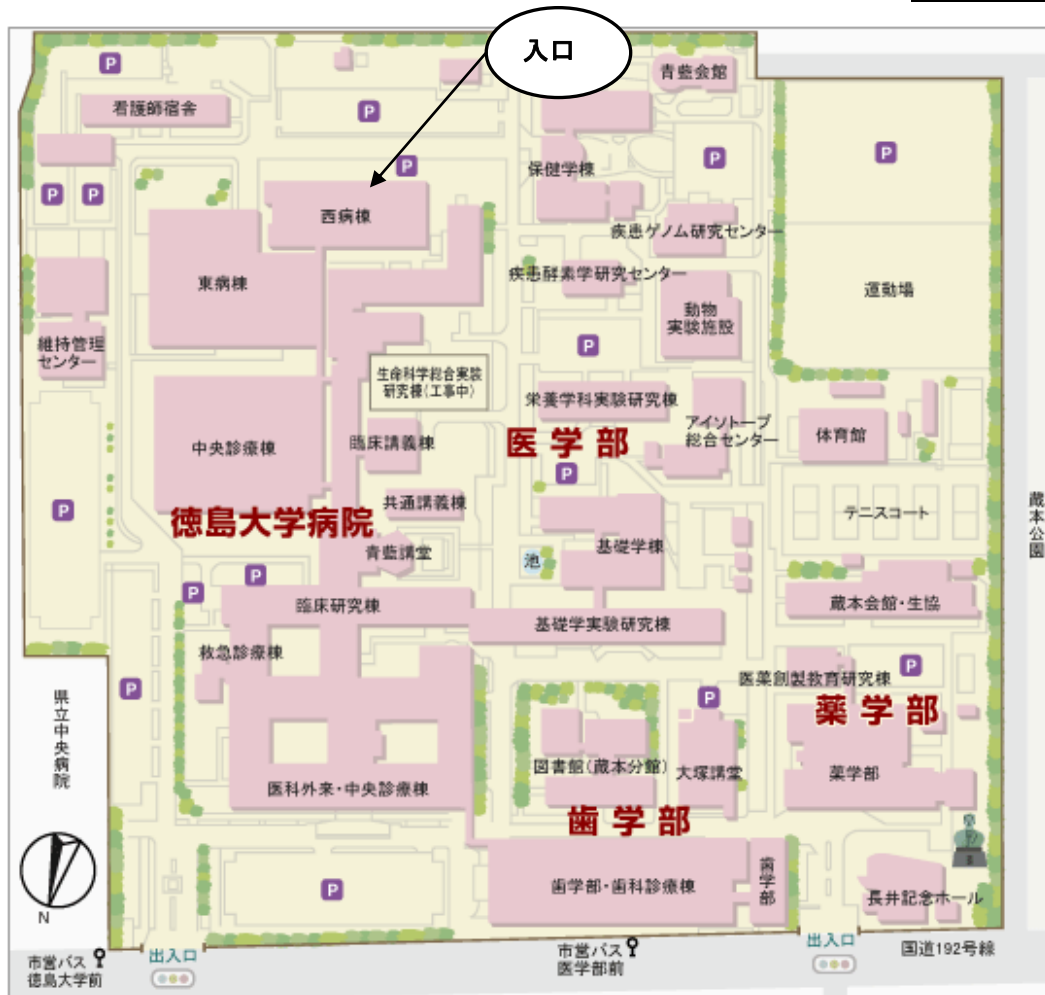 入口
青藍会館
P
看護師宿舎
P
P
P
保健学棟
P
P
P
P
西病棟
疾患ゲノム研究センター
東病棟
疾患酵素学研究センター
運動場
動物
実験施設
維持管理
センター
P
生命科学総合実験
研究棟(工事中)
栄養学科実験研究棟
アイソトープ
総合センター
体育館
医学部
中央診療棟
臨床講義棟
P
共通講義棟
P
徳島大学病院
テニスコート
蔵本公園
青藍講堂
基礎学棟
池
P
P
臨床研究棟
蔵本会館・生協
基礎学実験研究棟
救急診療棟
P
医薬創製教育研究棟
P
P
県立中央病院
薬学部
図書館(蔵本分館)
大塚講堂
薬学部
医科外来・中央診療棟
歯学部
P
歯学部・歯科診療棟
歯学部
長井記念ホール
N
市営バス
徳島大学前
出入口
市営バス
医学部前
出入口
国道192号線